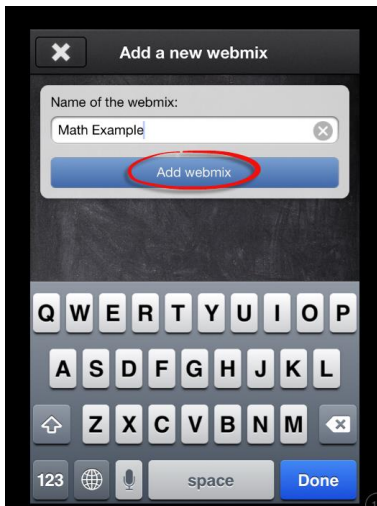 Add a new webmix
Name of the webmix:
Math Example
Add webmix
Q W E R T Y U I O P
A S D F G H J K L
Z X C V B N M
123 space Done